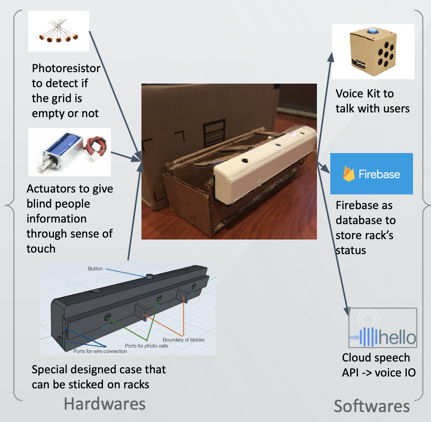 Photoresistor
to detect if
the grid is
empty or not
Actuators to give
blind people
information
through sense of
touch
Button
Ports for wire connection
Ports for photo cells
Boundary of blocks
Special designed case that
can be sticked on racks
Hardwares
Voice Kit to
talk with users
Firebase
Firebase as
database to
store rack's
status
hello
Cloud speech
API -> voice IO
Softwares